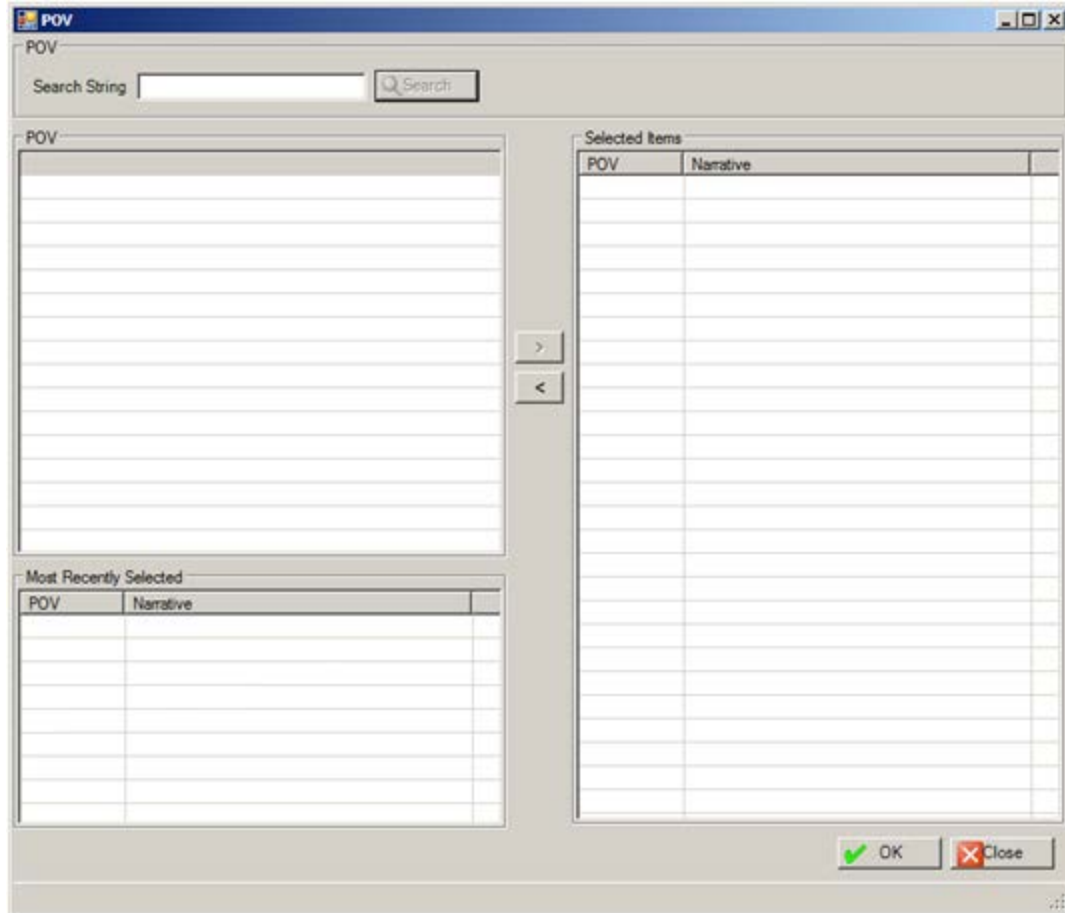 POV
POV
Search String Search
POV
Selected Items
POV Narrative
>
<
Most Recently Selected
POV Narrative
OK Close